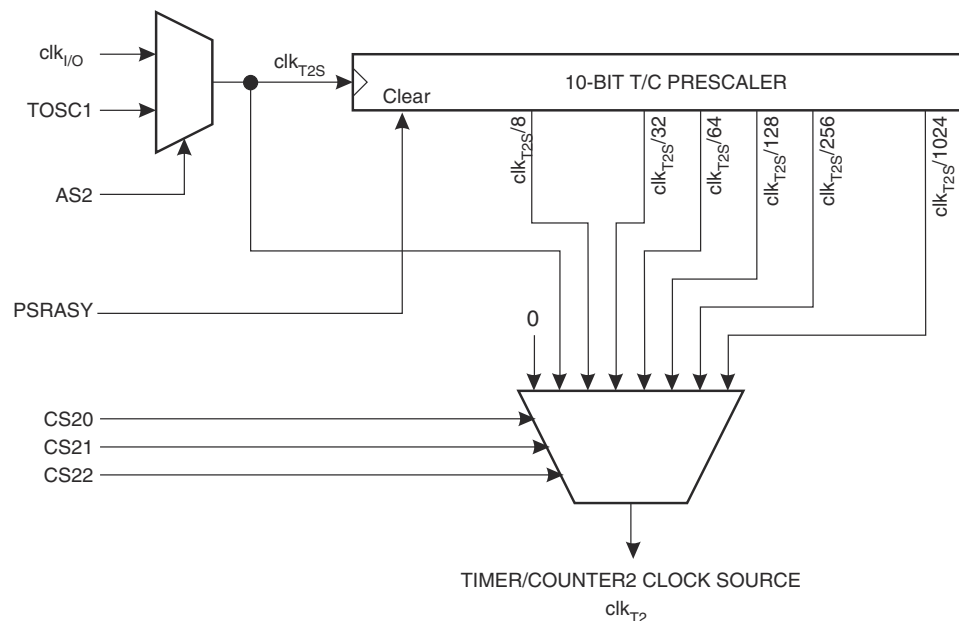 clkI/O
clkT2S
10-BIT T/C PRESCALER
TOSC1
Clear
clkT2S/8
clkT2S/32
clkT2S/64
clkT2S/128
clkT2S/256
clkT2S/1024
AS2
PSRASY
0
CS20
CS21
CS22
TIMER/COUNTER2 CLOCK SOURCE
clkT2